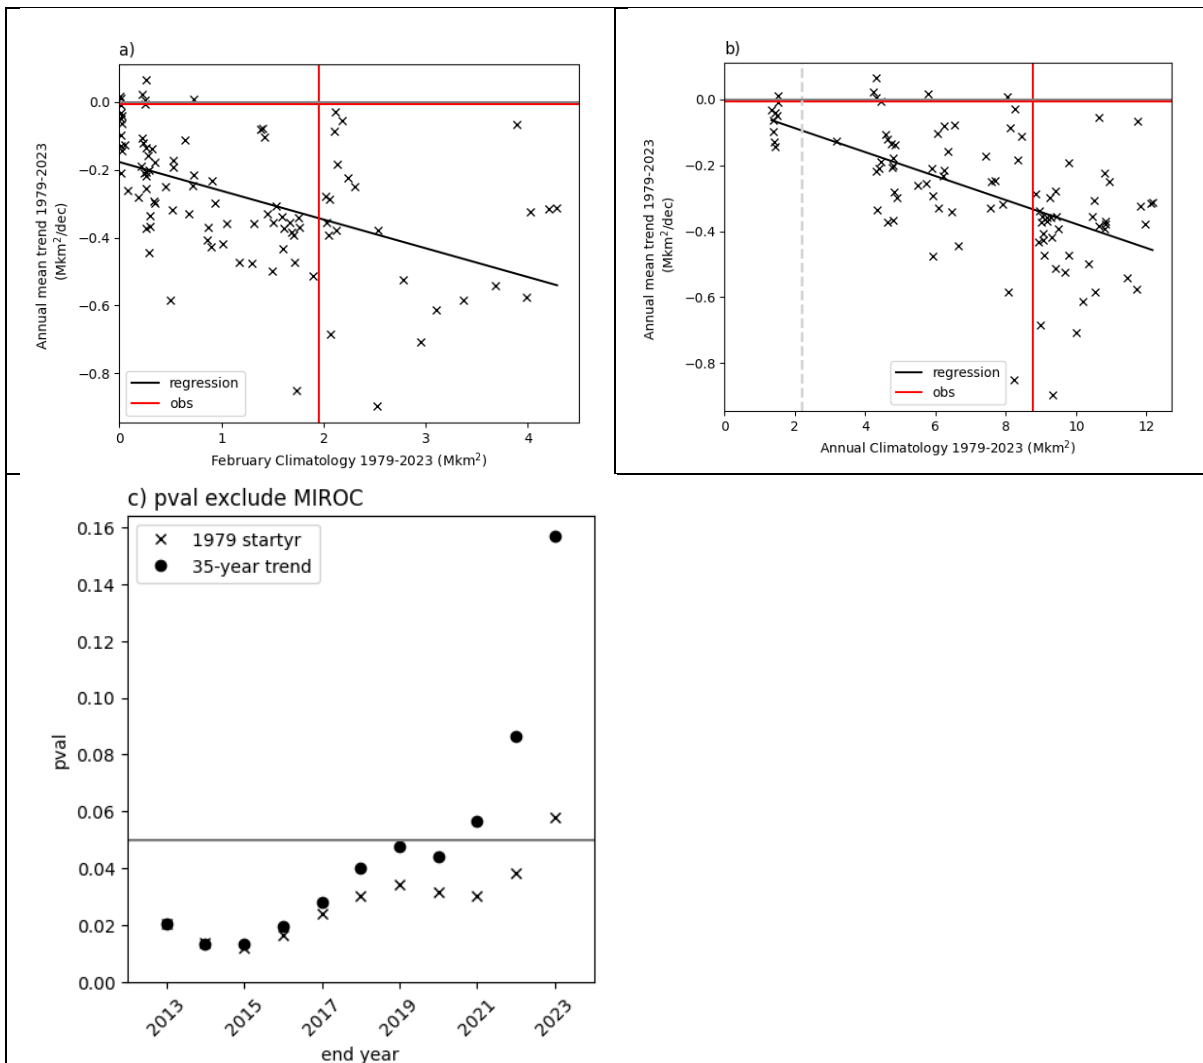 a)
Annual mean trend 1979-2023
(Mkm²/dec)
0.0
−0.2
−0.4
−0.6
−0.8
regression
obs
0
1
2
3
4
February Climatology 1979-2023 (Mkm²)
b)
Annual mean trend 1979-2023
(Mkm²/dec)
0.0
−0.2
−0.4
−0.6
−0.8
regression
obs
0
2
4
6
8
10
12
Annual Climatology 1979-2023 (Mkm²)
c) pval exclude MIROC
pval
0.16
0.14
0.12
0.10
0.08
0.06
0.04
0.02
0.00
1979 startyr
35-year trend
2013
2015
2017
2019
2021
2023
end year